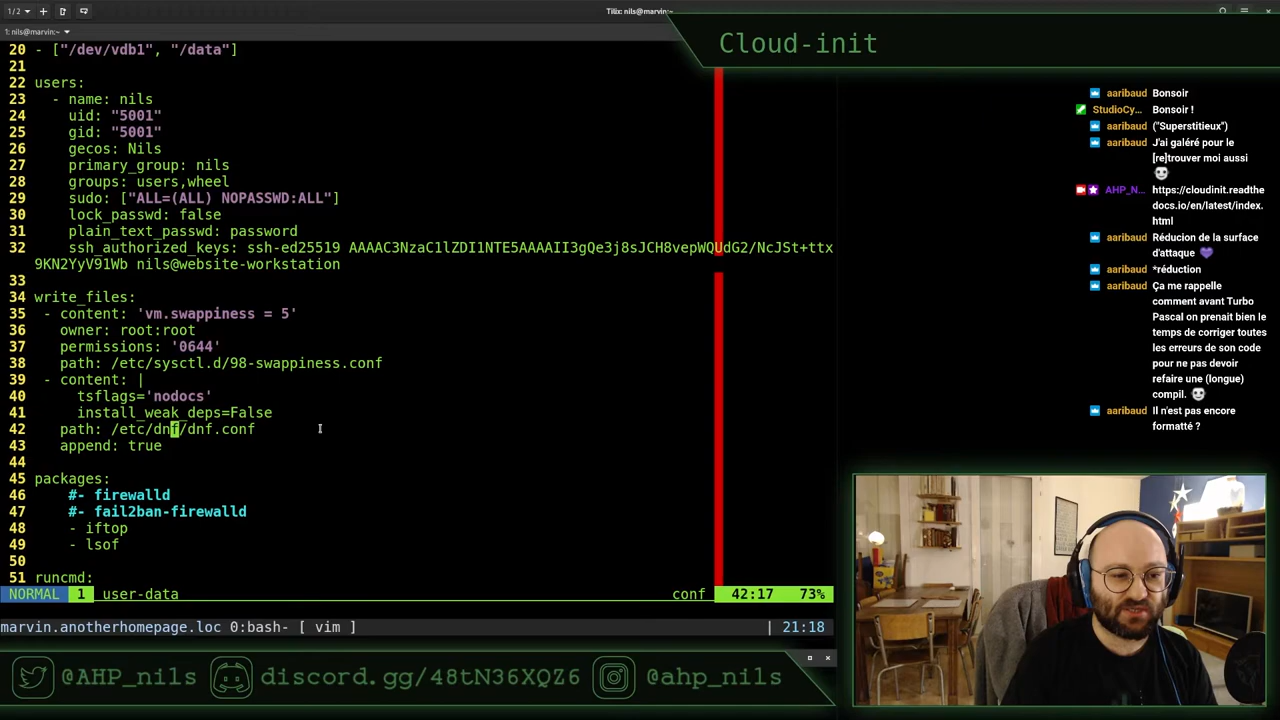 1 / 2
Tilix: nils@marvin:~
1: nils@marvin:~
20 - ["/dev/vdb1", "/data"]
21
22 users:
23   - name: nils
24     uid: "5001"
25     gid: "5001"
26     gecos: Nils
27     primary_group: nils
28     groups: users,wheel
29     sudo: ["ALL=(ALL) NOPASSWD:ALL"]
30     lock_passwd: false
31     plain_text_passwd: password
32     ssh_authorized_keys: ssh-ed25519 AAAAC3NzaC1lZDI1NTE5AAAAII3gQe3j8sJCH8vepWQUdG2/NcJSt+ttx
9KN2YyV91Wb nils@website-workstation
33
34 write_files:
35  - content: 'vm.swappiness = 5'
36    owner: root:root
37    permissions: '0644'
38    path: /etc/sysctl.d/98-swappiness.conf
39  - content: |
40      tsflags='nodocs'
41      install_weak_deps=False
42    path: /etc/dnf/dnf.conf
43    append: true
44
45 packages:
46     #- firewalld
47     #- fail2ban-firewalld
48     - iftop
49     - lsof
50
51 runcmd:
NORMAL 1 user-data conf 42:17 73%
marvin.anotherhomepage.loc 0:bash- [ vim ] | 21:18
Cloud-init
aaribaud Bonsoir
StudioCy... Bonsoir !
aaribaud ("Superstitieux")
aaribaud J'ai galéré pour le
[re]trouver moi aussi
AHP_N... https://cloudinit.readthe
docs.io/en/latest/index.
html
aaribaud Réducion de la surface
d'attaque
aaribaud *réduction
aaribaud Ça me rappelle
comment avant Turbo
Pascal on prenait bien le
temps de corriger toutes
les erreurs de son code
pour ne pas devoir
refaire une (longue)
compil.
aaribaud Il n'est pas encore
formatté ?
@AHP_nils discord.gg/48tN36XQZ6 @ahp_nils